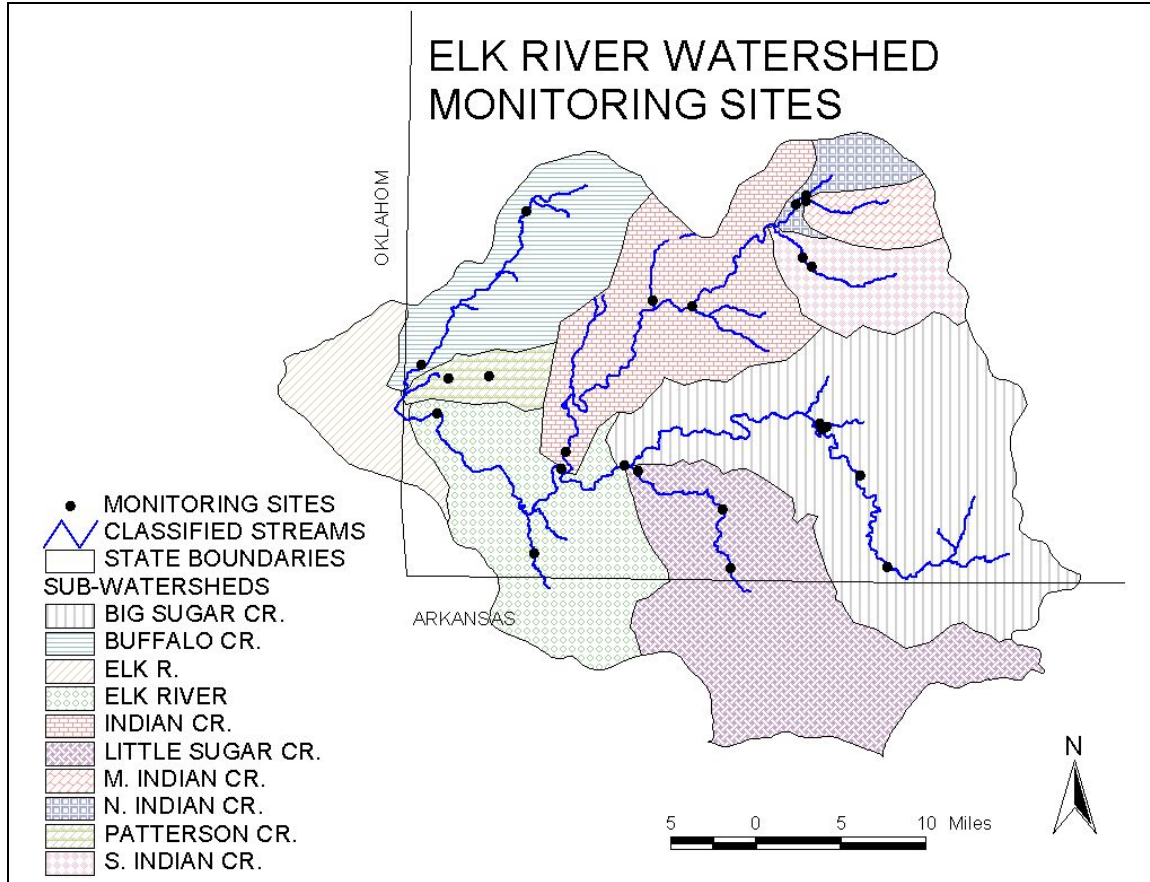 ELK RIVER WATERSHED
MONITORING SITES
OKLAHOM
ARKANSAS
MONITORING SITES
CLASSIFIED STREAMS
STATE BOUNDARIES
SUB-WATERSHEDS
BIG SUGAR CR.
BUFFALO CR.
ELK R.
ELK RIVER
INDIAN CR.
LITTLE SUGAR CR.
M. INDIAN CR.
N. INDIAN CR.
PATTERSON CR.
S. INDIAN CR.
N
5 0 5 10 Miles